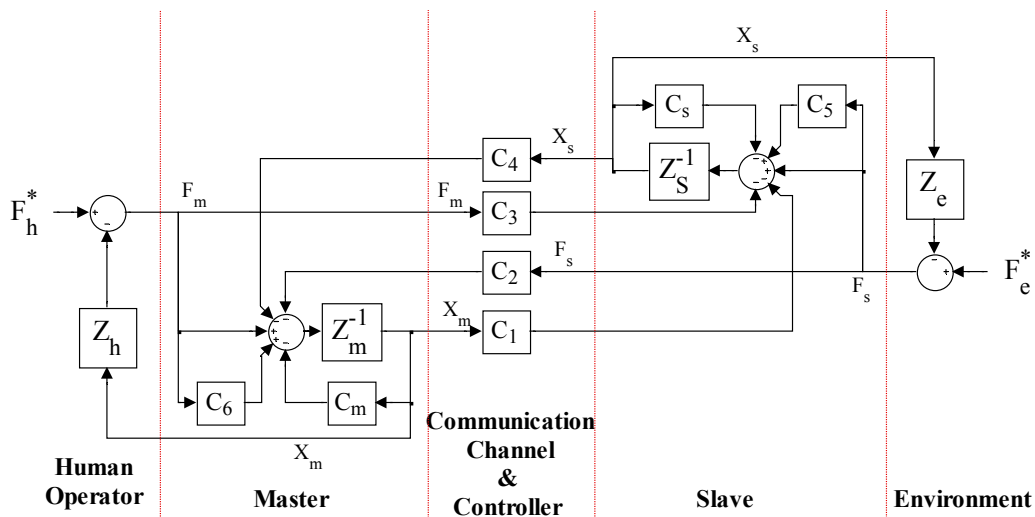 X_s
C_s
C_5
X_s
C_4
Z_S^-1
Z_e
F_m
F_m
F_h^*
+
-
C_3
-
+
+
-
-
F_s
C_2
F_s
-
+
F_e^*
Z_h
-
-
+
+
-
Z_m^-1
X_m
C_1
C_6
C_m
X_m
Human
Operator
Master
Communication
Channel
&
Controller
Slave
Environment